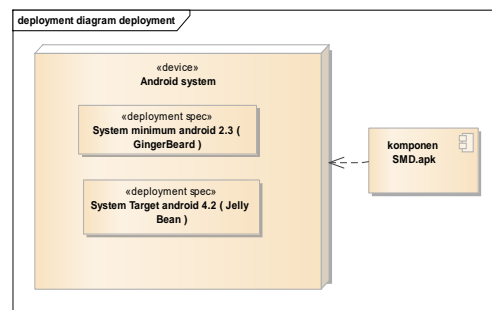 deployment diagram deployment
«device»
Android system
«deployment spec»
System minimum android 2.3 (
GingerBeard )
«deployment spec»
System Target android 4.2 ( Jelly
Bean )
komponen
SMD.apk